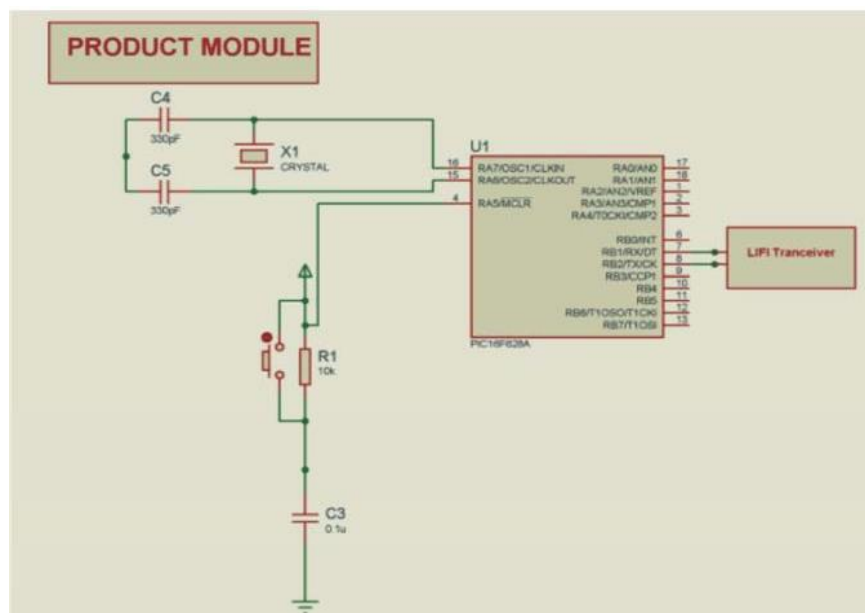 PRODUCT MODULE
C4
330pF
C5
330pF
X1
CRYSTAL
U1
16
15
4
RA7/OSC1/CLKIN
RA6/OSC2/CLKOUT
RA5/MCLR
RA0/AN0
RA1/AN1
RA2/AN2/VREF
RA3/AN3/CMP1
RA4/T0CKI/CMP2
RB0/INT
RB1/RX/DT
RB2/TX/CK
RB3/CCP1
RB4
RB5
RB6/T1OSO/T1CKI
RB7/T1OSI
17
18
1
2
3
6
7
8
9
10
11
12
13
PIC16F628A
LIFI Tranceiver
R1
10k
C3
0.1u